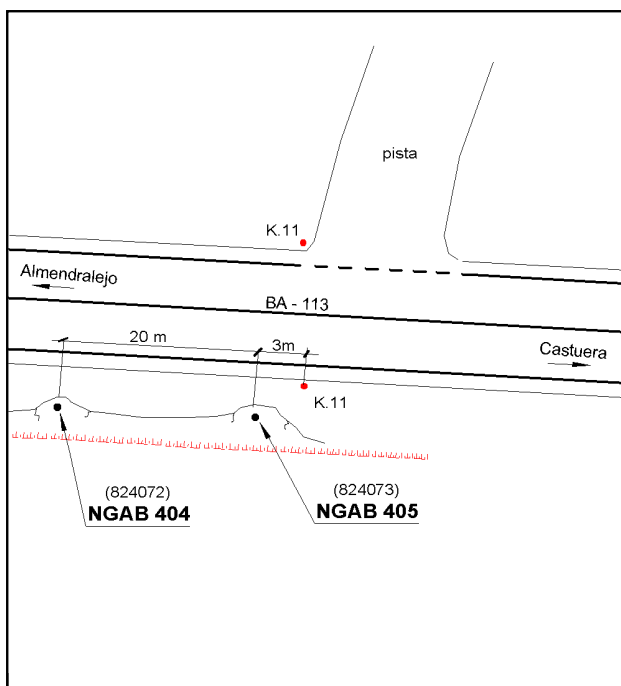 pista
K.11
Almendralejo
BA - 113
20 m
3m
Castuera
K.11
(824072)
NGAB 404
(824073)
NGAB 405